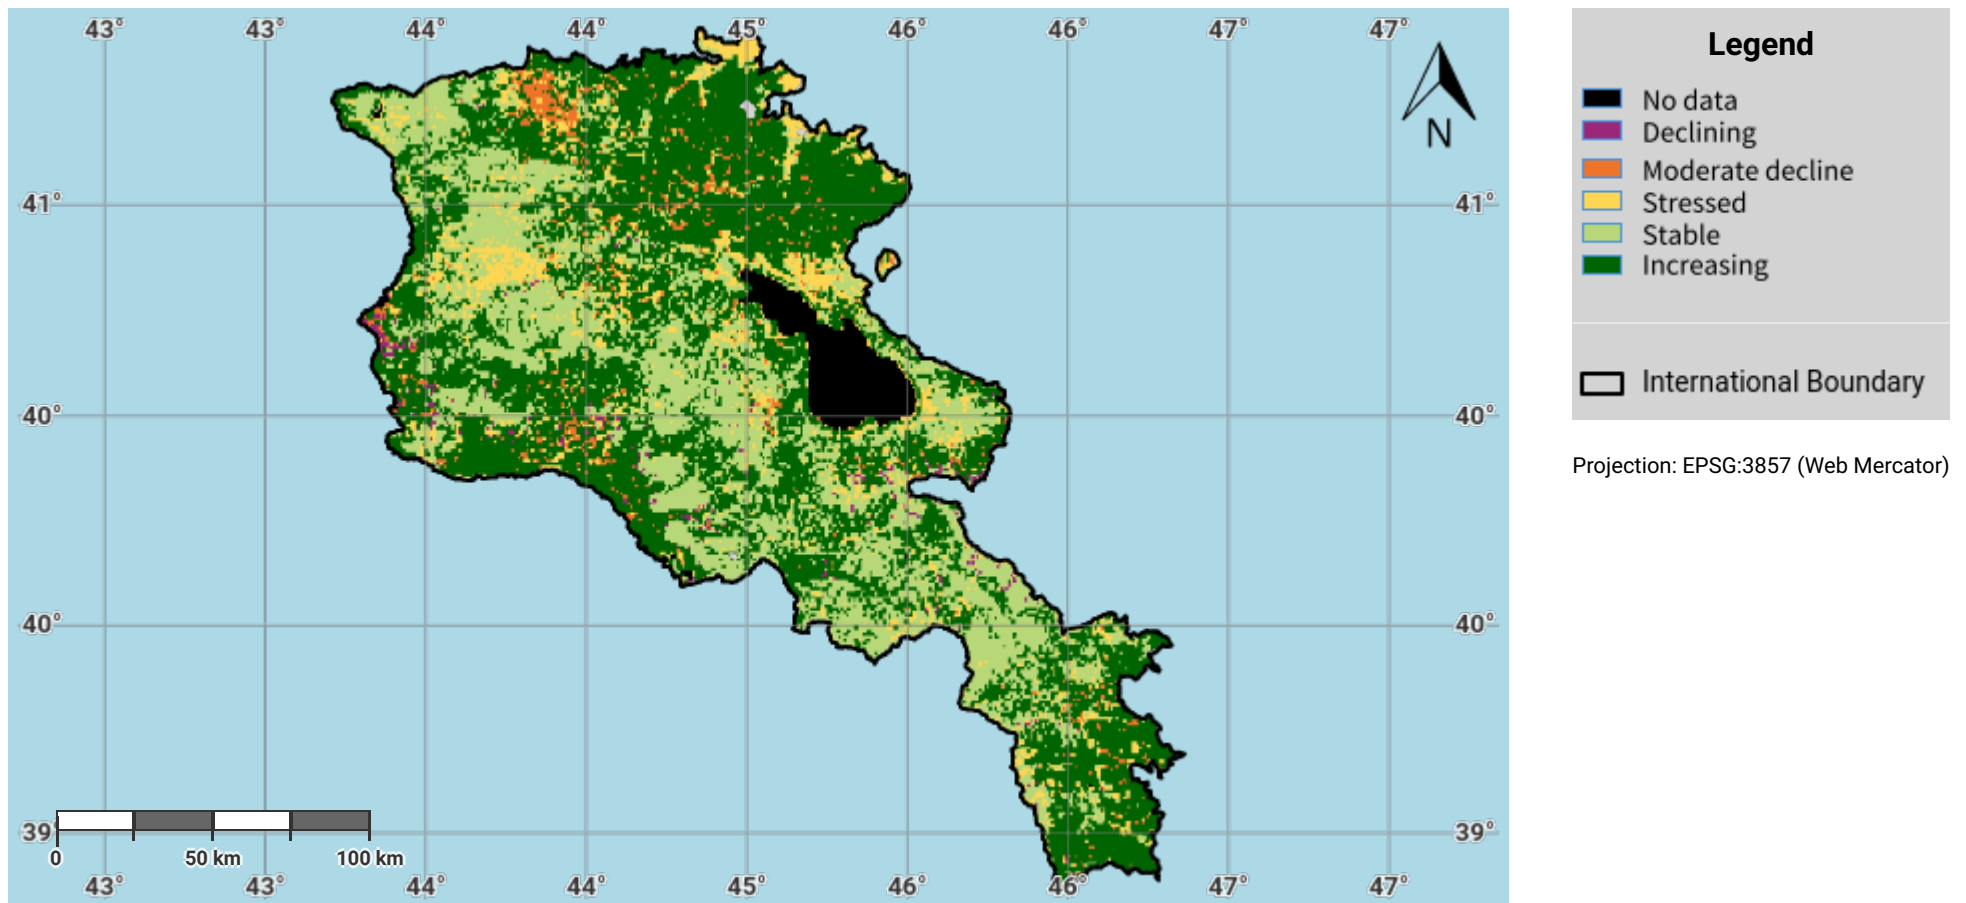 43° 43° 44° 44° 45° 46° 46° 47° 47°
Legend
No data
Declining
Moderate decline
Stressed
Stable
Increasing
International Boundary
Projection: EPSG:3857 (Web Mercator)
N
41° 41°
40° 40°
40° 40°
39° 39°
0 50 km 100 km
43° 43° 44° 44° 45° 46° 46° 47° 47°